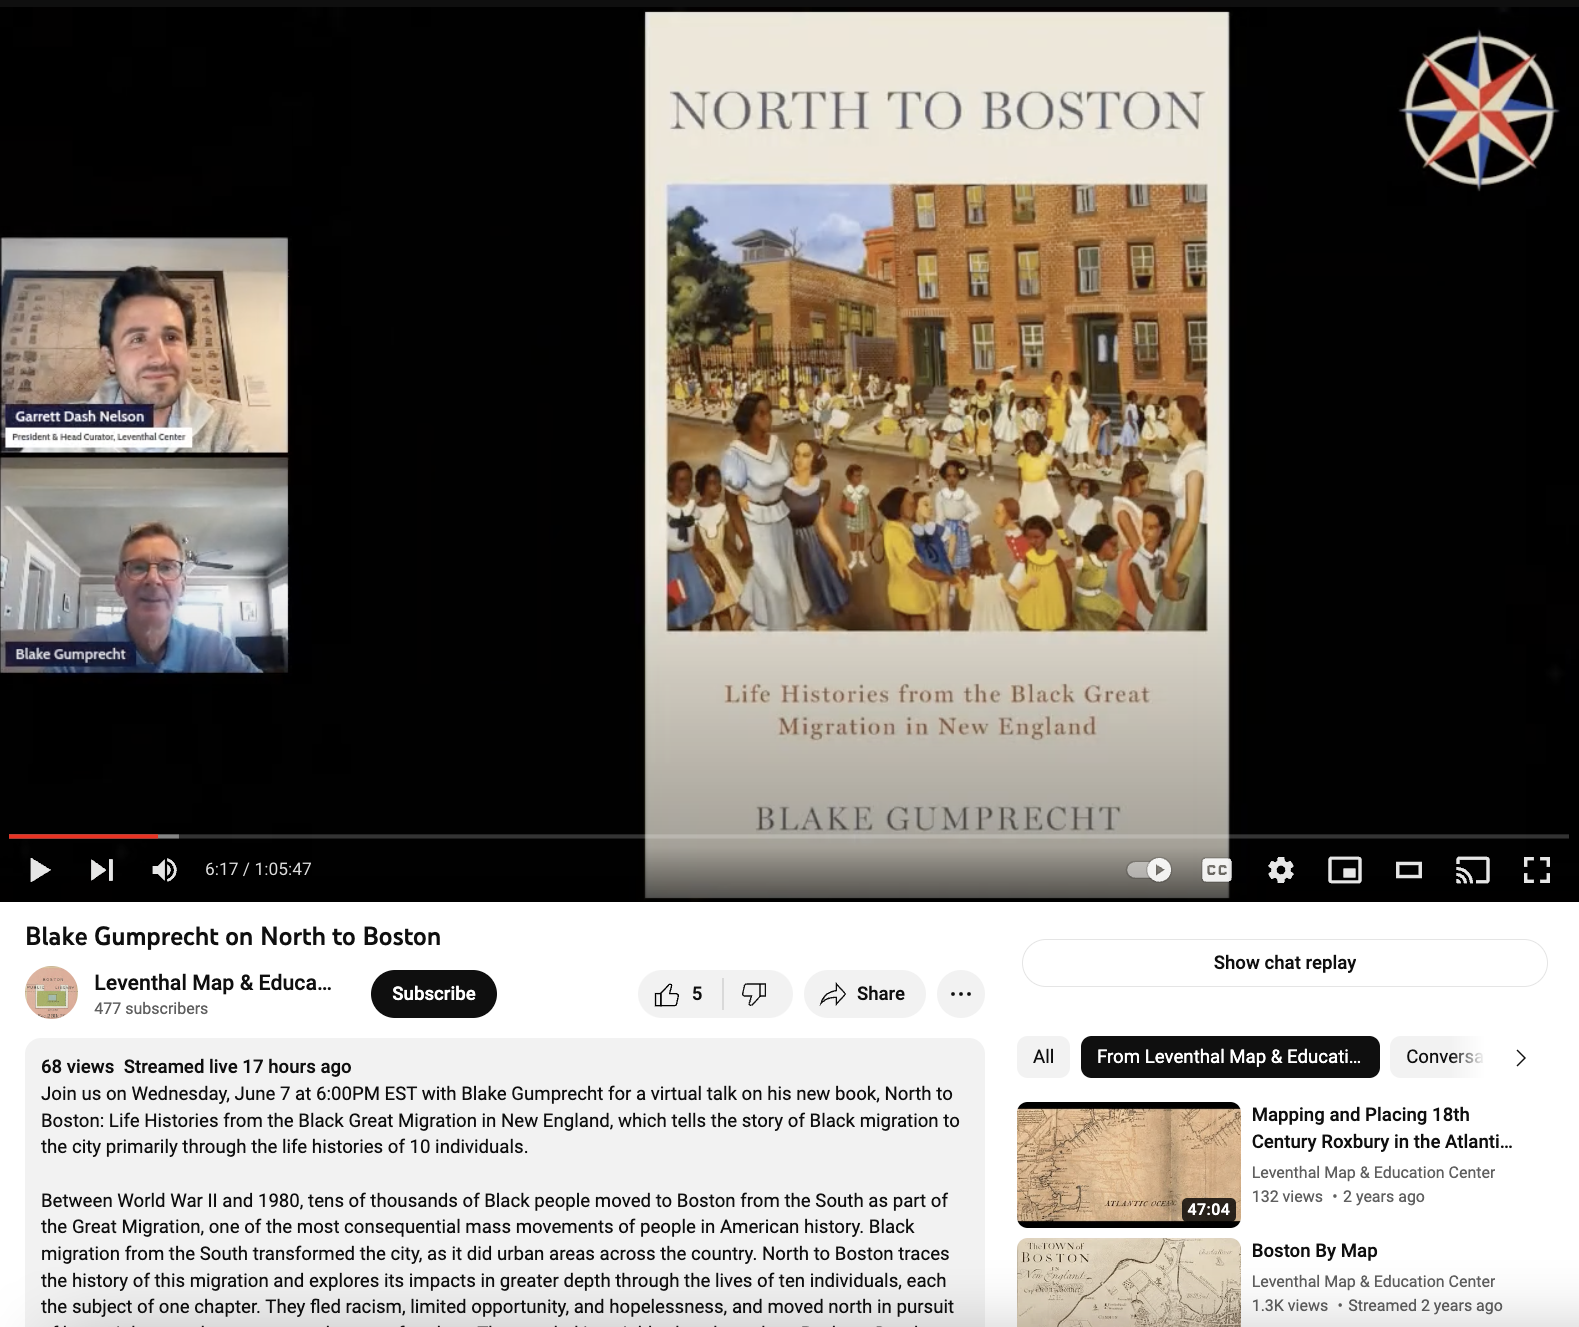 NORTH TO BOSTON
Garrett Dash Nelson
President & Head Curator, Leventhal Center
Blake Gumprecht
Life Histories from the Black Great
Migration in New England
BLAKE GUMPRECHT
6:17 / 1:05:47
CC
Blake Gumprecht on North to Boston
Leventhal Map & Educa...
477 subscribers
Subscribe
5
Share
Show chat replay
68 views Streamed live 17 hours ago
Join us on Wednesday, June 7 at 6:00PM EST with Blake Gumprecht for a virtual talk on his new book, North to
Boston: Life Histories from the Black Great Migration in New England, which tells the story of Black migration to
the city primarily through the life histories of 10 individuals.
Between World War II and 1980, tens of thousands of Black people moved to Boston from the South as part of
the Great Migration, one of the most consequential mass movements of people in American history. Black
migration from the South transformed the city, as it did urban areas across the country. North to Boston traces
the history of this migration and explores its impacts in greater depth through the lives of ten individuals, each
the subject of one chapter. They fled racism, limited opportunity, and hopelessness, and moved north in pursuit
All
From Leventhal Map & Educati...
Conversa
ATLANTIC OCEAN
47:04
Mapping and Placing 18th
Century Roxbury in the Atlanti...
Leventhal Map & Education Center
132 views • 2 years ago
The TOWN of
BOSTON
in
New England
Boston By Map
Leventhal Map & Education Center
1.3K views • Streamed 2 years ago